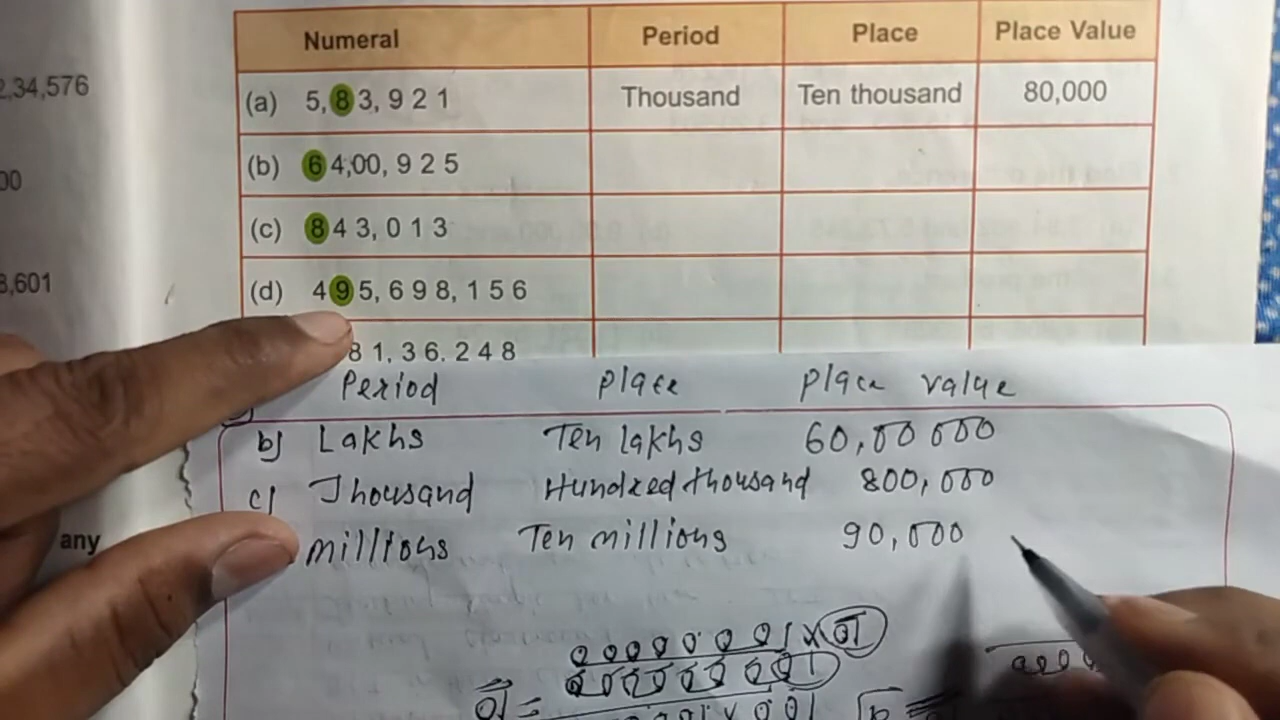 Numeral Period Place Place Value
2,34,576
(a) 5,83,921 Thousand Ten thousand 80,000
(b) 64,00,925
00
(c) 843,013
3,601
(d) 495,698,156
81,36.248
Period Place Place value
b) Lakhs Ten lakhs 60,00000
c) Thousand Hundred thousand 800,000
any
millions Ten millions 90,000